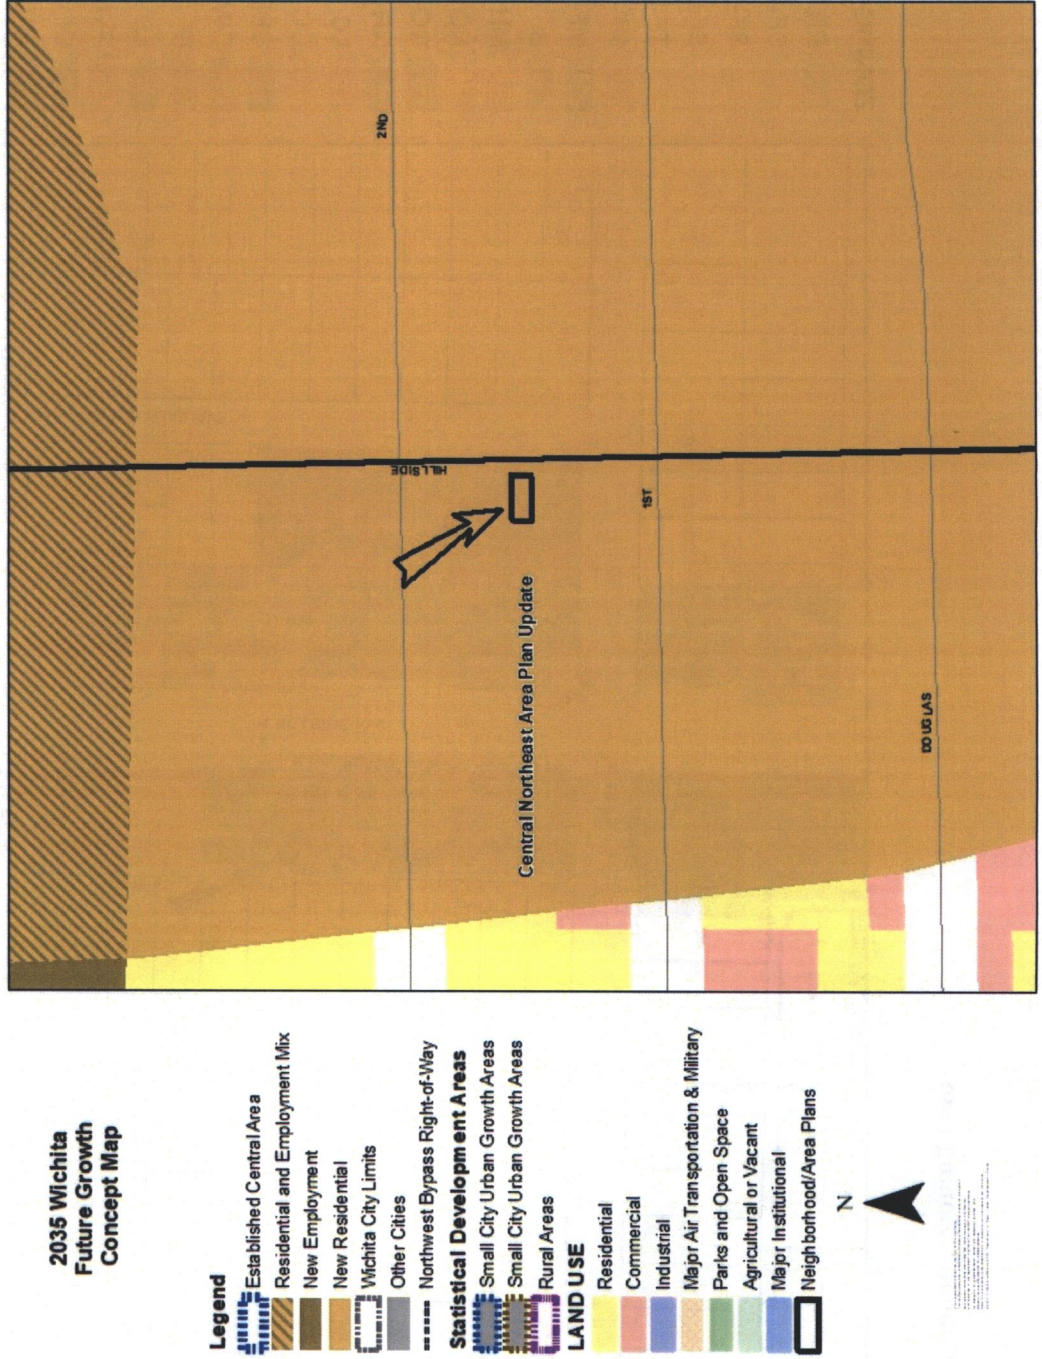 2035 Wichita
Future Growth
Concept Map
Legend
Established Central Area
Residential and Employment Mix
New Employment
New Residential
Wichita City Limits
Other Cities
Northwest Bypass Right-of-Way
Statistical Development Areas
Small City Urban Growth Areas
Small City Urban Growth Areas
Rural Areas
LAND USE
Residential
Commercial
Industrial
Major Air Transportation & Military
Parks and Open Space
Agricultural or Vacant
Major Institutional
Neighborhood/Area Plans
N
2ND
HILLSIDE
1ST
Central Northeast Area Plan Update
DOUGLAS